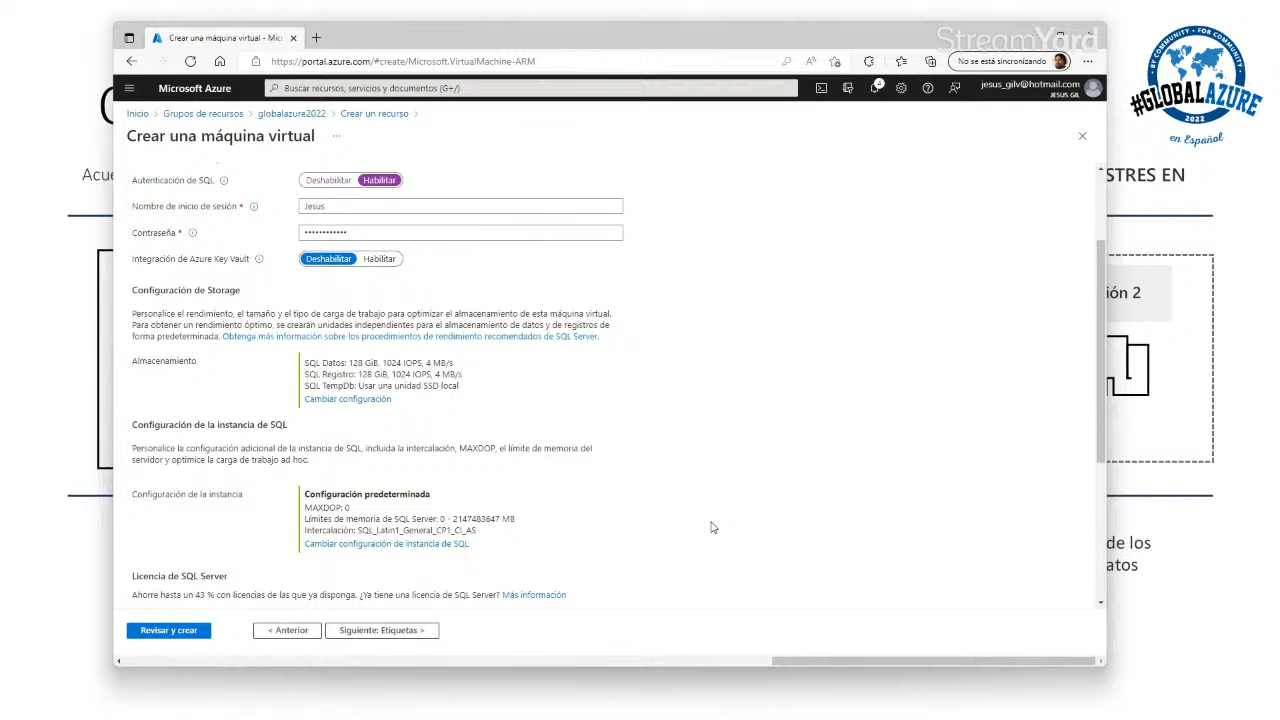 Crear una máquina virtual - Mic
StreamYard
https://portal.azure.com/#create/Microsoft.VirtualMachine-ARM
No se está sincronizando
Microsoft Azure
Buscar recursos, servicios y documentos (G+/)
4
jesus_gilv@hotmail.com
JESUS GIL
Inicio > Grupos de recursos > globalazure2022 > Crear un recurso >
Crear una máquina virtual ...
Autenticación de SQL
Deshabilitar Habilitar
Nombre de inicio de sesión *
Jesus
Contraseña *
••••••••••••
Integración de Azure Key Vault
Deshabilitar Habilitar
Configuración de Storage
Personalice el rendimiento, el tamaño y el tipo de carga de trabajo para optimizar el almacenamiento de esta máquina virtual.
Para obtener un rendimiento óptimo, se crearán unidades independientes para el almacenamiento de datos y de registros de
forma predeterminada. Obtenga más información sobre los procedimientos de rendimiento recomendados de SQL Server.
Almacenamiento
SQL Datos: 128 GiB, 1024 IOPS, 4 MB/s
SQL Registro: 128 GiB, 1024 IOPS, 4 MB/s
SQL TempDb: Usar una unidad SSD local
Cambiar configuración
Configuración de la instancia de SQL
Personalice la configuración adicional de la instancia de SQL, incluida la intercalación, MAXDOP, el límite de memoria del
servidor y optimice la carga de trabajo ad hoc.
Configuración de la instancia
Configuración predeterminada
MAXDOP: 0
Límites de memoria de SQL Server: 0 - 2147483647 MB
Intercalación: SQL_Latin1_General_CP1_CI_AS
Cambiar configuración de instancia de SQL
Licencia de SQL Server
Ahorre hasta un 43 % con licencias de las que ya disponga. ¿Ya tiene una licencia de SQL Server? Más información
Revisar y crear
< Anterior
Siguiente: Etiquetas >
BY COMMUNITY · FOR COMMUNITY
#GLOBALAZURE
2022
en Español
Acue
STRES EN
ión 2
de los
atos